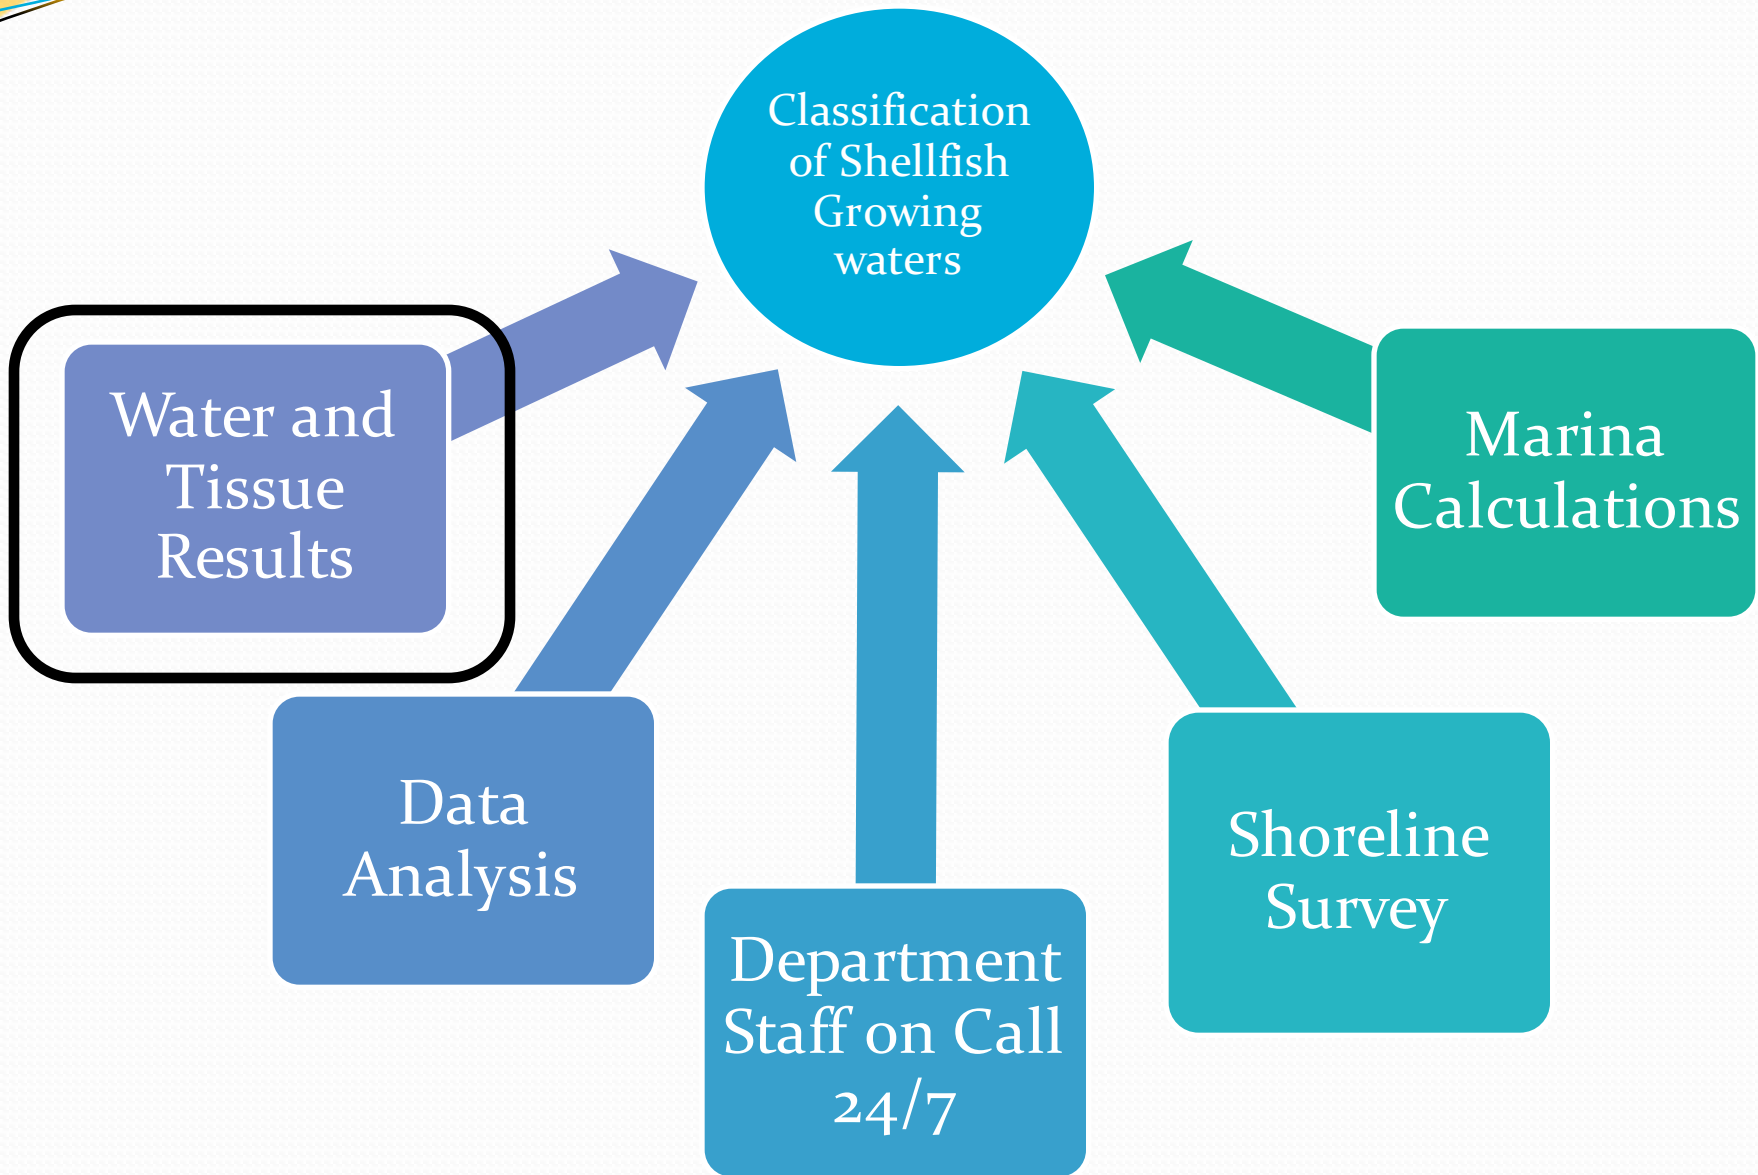 Classification
of Shellfish
Growing
waters
Water and
Tissue
Results
Data
Analysis
Department
Staff on Call
24/7
Shoreline
Survey
Marina
Calculations